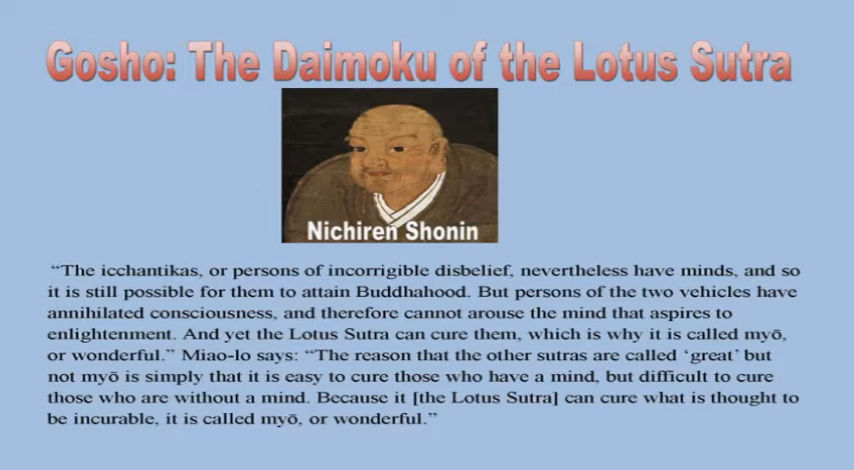 Gosho: The Daimoku of the Lotus Sutra
Nichiren Shonin
“The icchantikas, or persons of incorrigible disbelief, nevertheless have minds, and so
it is still possible for them to attain Buddhahood. But persons of the two vehicles have
annihilated consciousness, and therefore cannot arouse the mind that aspires to
enlightenment. And yet the Lotus Sutra can cure them, which is why it is called myō,
or wonderful.” Miao-lo says: “The reason that the other sutras are called ‘great’ but
not myō is simply that it is easy to cure those who have a mind, but difficult to cure
those who are without a mind. Because it [the Lotus Sutra] can cure what is thought to
be incurable, it is called myō, or wonderful.”